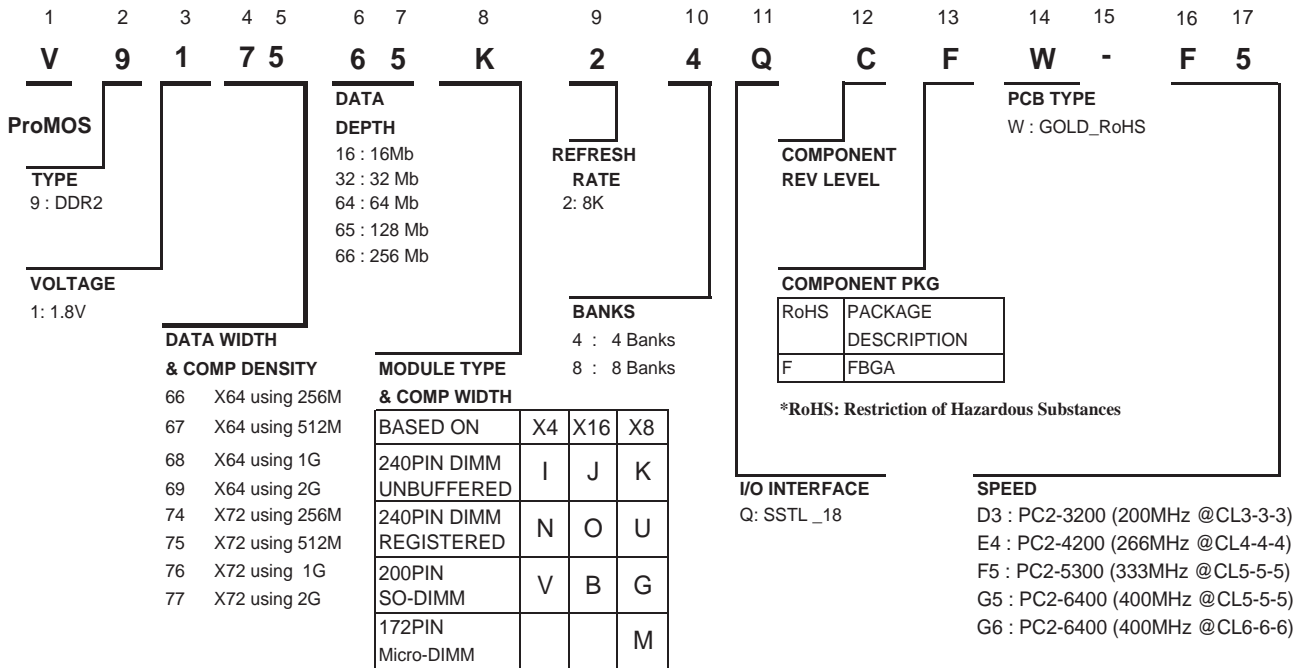 1 2 3 4 5 6 7 8 9 10 11 12 13 14 15 16 17
V 9 1 7 5 6 5 K 2 4 Q C F W - F 5
ProMOS
TYPE
9 : DDR2
VOLTAGE
1: 1.8V
DATA WIDTH
& COMP DENSITY
66 X64 using 256M
67 X64 using 512M
68 X64 using 1G
69 X64 using 2G
74 X72 using 256M
75 X72 using 512M
76 X72 using 1G
77 X72 using 2G
DATA
DEPTH
16 : 16Mb
32 : 32 Mb
64 : 64 Mb
65 : 128 Mb
66 : 256 Mb
MODULE TYPE
& COMP WIDTH
BASED ON X4 X16 X8
240PIN DIMM
UNBUFFERED I J K
240PIN DIMM
REGISTERED N O U
200PIN
SO-DIMM V B G
172PIN
Micro-DIMM M
REFRESH
RATE
2: 8K
BANKS
4 : 4 Banks
8 : 8 Banks
I/O INTERFACE
Q: SSTL _18
COMPONENT
REV LEVEL
COMPONENT PKG
RoHS PACKAGE
DESCRIPTION
F FBGA
*RoHS: Restriction of Hazardous Substances
PCB TYPE
W : GOLD_RoHS
SPEED
D3 : PC2-3200 (200MHz @CL3-3-3)
E4 : PC2-4200 (266MHz @CL4-4-4)
F5 : PC2-5300 (333MHz @CL5-5-5)
G5 : PC2-6400 (400MHz @CL5-5-5)
G6 : PC2-6400 (400MHz @CL6-6-6)